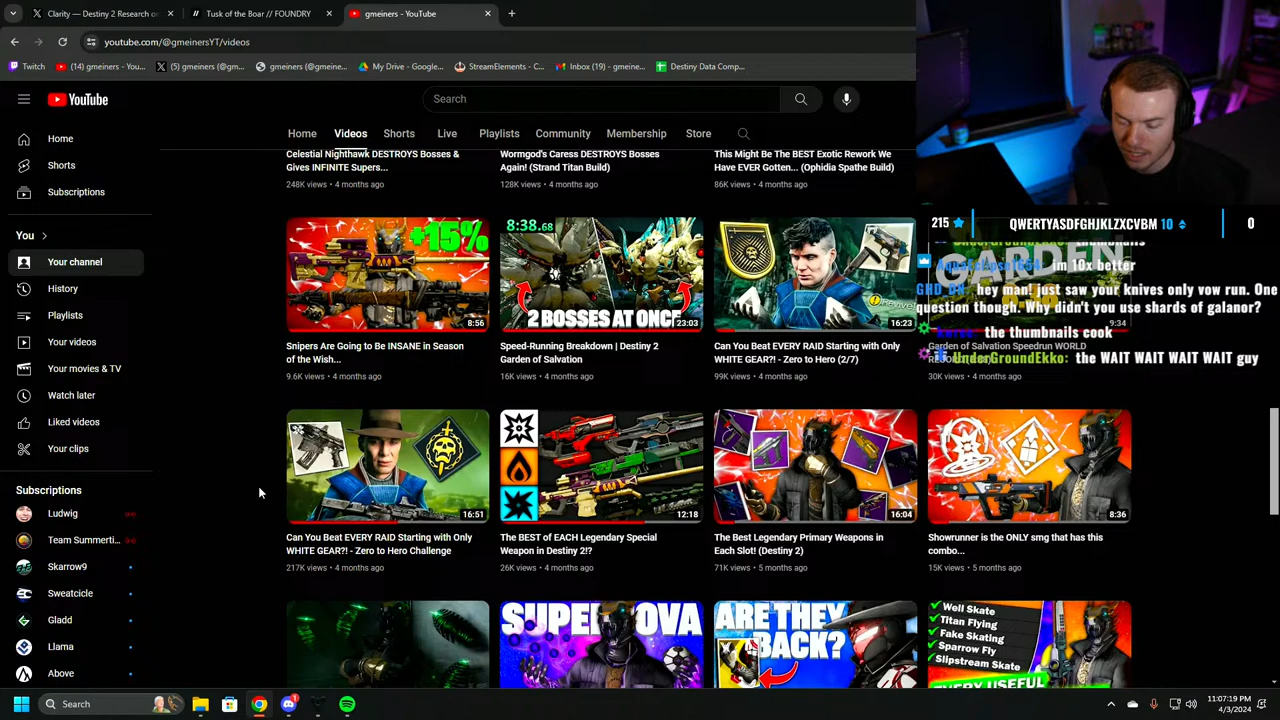 Clarity — Destiny 2 Research o
Tusk of the Boar // FOUNDRY
gmeiners - YouTube
youtube.com/@gmeinersYT/videos
Twitch
(14) gmeiners - You...
(5) gmeiners (@gm...
gmeiners (@gmeine...
My Drive - Google...
StreamElements - C...
Inbox (19) - gmeine...
Destiny Data Comp...
YouTube
Search
Home
Shorts
Subscriptions
You
Your channel
History
Playlists
Your videos
Your movies & TV
Watch later
Liked videos
Your clips
Subscriptions
Ludwig
Team Summerti...
Skarrow9
Sweatcicle
Gladd
Llama
Above
Home
Videos
Shorts
Live
Playlists
Community
Membership
Store
Celestial Nighthawk DESTROYS Bosses &
Gives INFINITE Supers...
248K views • 4 months ago
Wormgod's Caress DESTROYS Bosses
Again! (Strand Titan Build)
128K views • 4 months ago
This Might Be The BEST Exotic Rework We
Have EVER Gotten... (Ophidia Spathe Build)
86K views • 4 months ago
+15%
8:56
Snipers Are Going to Be INSANE in Season
of the Wish...
9.6K views • 4 months ago
8:38.68
2 BOSSES AT ONCE
23:03
Speed-Running Breakdown | Destiny 2
Garden of Salvation
16K views • 4 months ago
Revive
16:23
Can You Beat EVERY RAID Starting with Only
WHITE GEAR?! - Zero to Hero (2/7)
99K views • 4 months ago
GARDEN
9:34
Garden of Salvation Speedrun WORLD
30K views • 4 months ago
16:51
Can You Beat EVERY RAID Starting with Only
WHITE GEAR?! - Zero to Hero Challenge
217K views • 4 months ago
12:18
The BEST of EACH Legendary Special
Weapon in Destiny 2!?
26K views • 4 months ago
16:04
The Best Legendary Primary Weapons in
Each Slot! (Destiny 2)
71K views • 5 months ago
8:36
Showrunner is the ONLY smg that has this
combo...
15K views • 5 months ago
ARE THEY
BACK?
Well Skate
Titan Flying
Fake Skating
Sparrow Fly
Slipstream Skate
EVERY USEFUL
215
QWERTYASDFGHJKLZXCVBM 10
0
UnderGroundEkko: thumbnails
im 10x better
GHD_DN hey man! just saw your knives only vow run. One
question though. Why didn't you use shards of galanor?
the thumbnails cook
UnderGroundEkko: the WAIT WAIT WAIT WAIT guy
Search
11:07:19 PM
4/3/2024